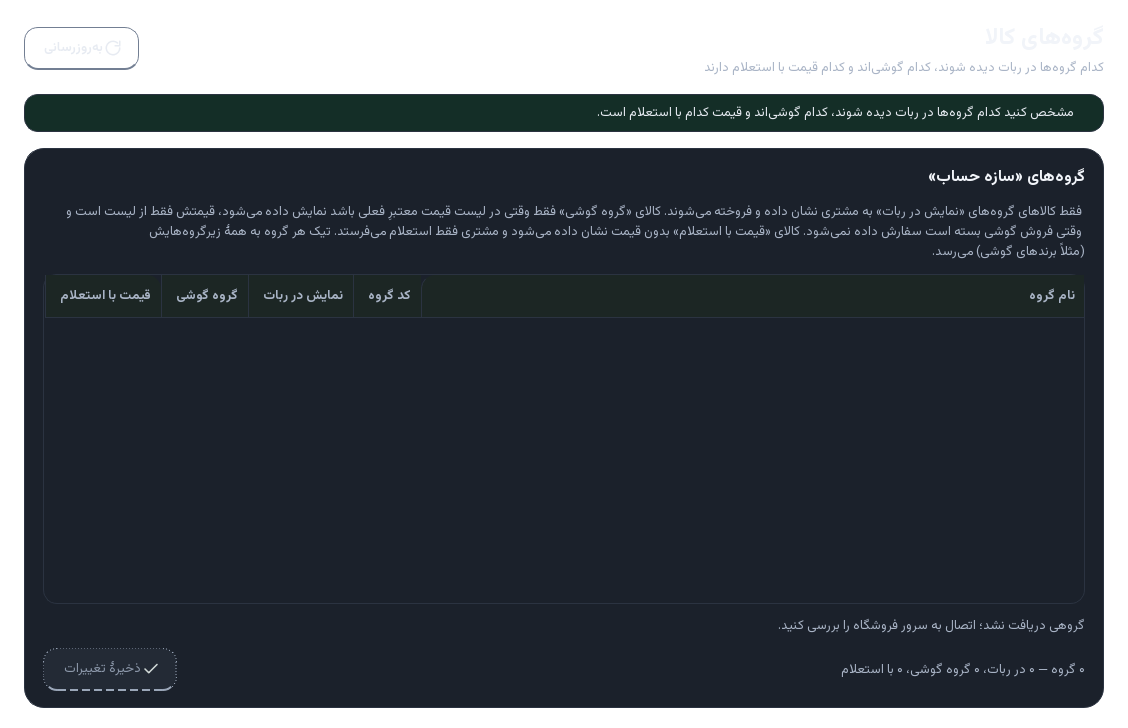 گروه‌های کالا
کدام گروه‌ها در ربات دیده شوند، کدام گوشی‌اند و کدام قیمت با استعلام دارند
به‌روزرسانی
مشخص کنید کدام گروه‌ها در ربات دیده شوند، کدام گوشی‌اند و قیمت کدام با استعلام است.
گروه‌های «سازه حساب»
فقط کالاهای گروه‌های «نمایش در ربات» به مشتری نشان داده و فروخته می‌شوند. کالای «گروه گوشی» فقط وقتی در لیست قیمت معتبرِ فعلی باشد نمایش داده می‌شود، قیمتش فقط از لیست است و
وقتی فروش گوشی بسته است سفارش داده نمی‌شود. کالای «قیمت با استعلام» بدون قیمت نشان داده می‌شود و مشتری فقط استعلام می‌فرستد. تیک هر گروه به همهٔ زیرگروه‌هایش
(مثلاً برندهای گوشی) می‌رسد.
نام گروه کد گروه نمایش در ربات گروه گوشی قیمت با استعلام
گروهی دریافت نشد؛ اتصال به سرور فروشگاه را بررسی کنید.
۰ گروه — ۰ در ربات، ۰ گروه گوشی، ۰ با استعلام
ذخیرهٔ تغییرات